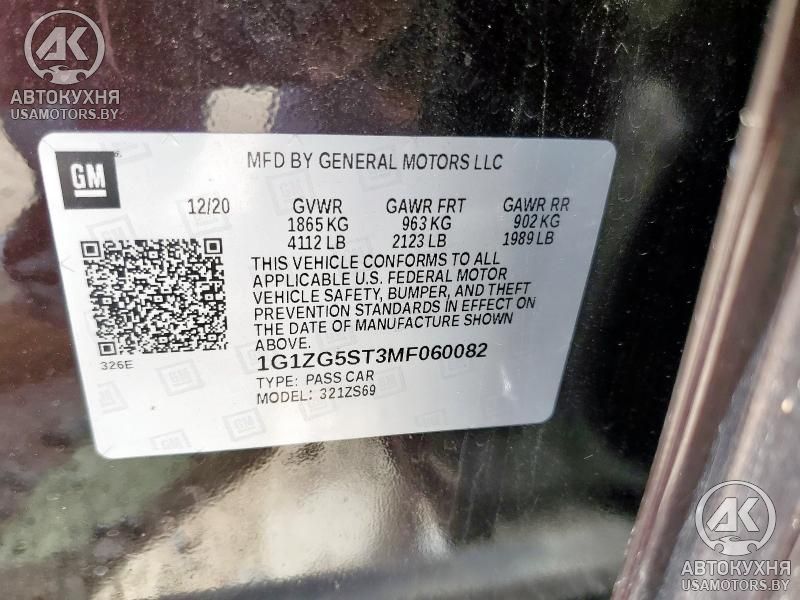 AK
АВТОКУХНЯ
USAMOTORS.BY
GM
MFD BY GENERAL MOTORS LLC
12/20 GVWR GAWR FRT GAWR RR
1865 KG 963 KG 902 KG
4112 LB 2123 LB 1989 LB
THIS VEHICLE CONFORMS TO ALL
APPLICABLE U.S. FEDERAL MOTOR
VEHICLE SAFETY, BUMPER, AND THEFT
PREVENTION STANDARDS IN EFFECT ON
THE DATE OF MANUFACTURE SHOWN
ABOVE.
326E
1G1ZG5ST3MF060082
TYPE: PASS CAR
MODEL: 321ZS69
AK
АВТОКУХНЯ
USAMOTORS.BY